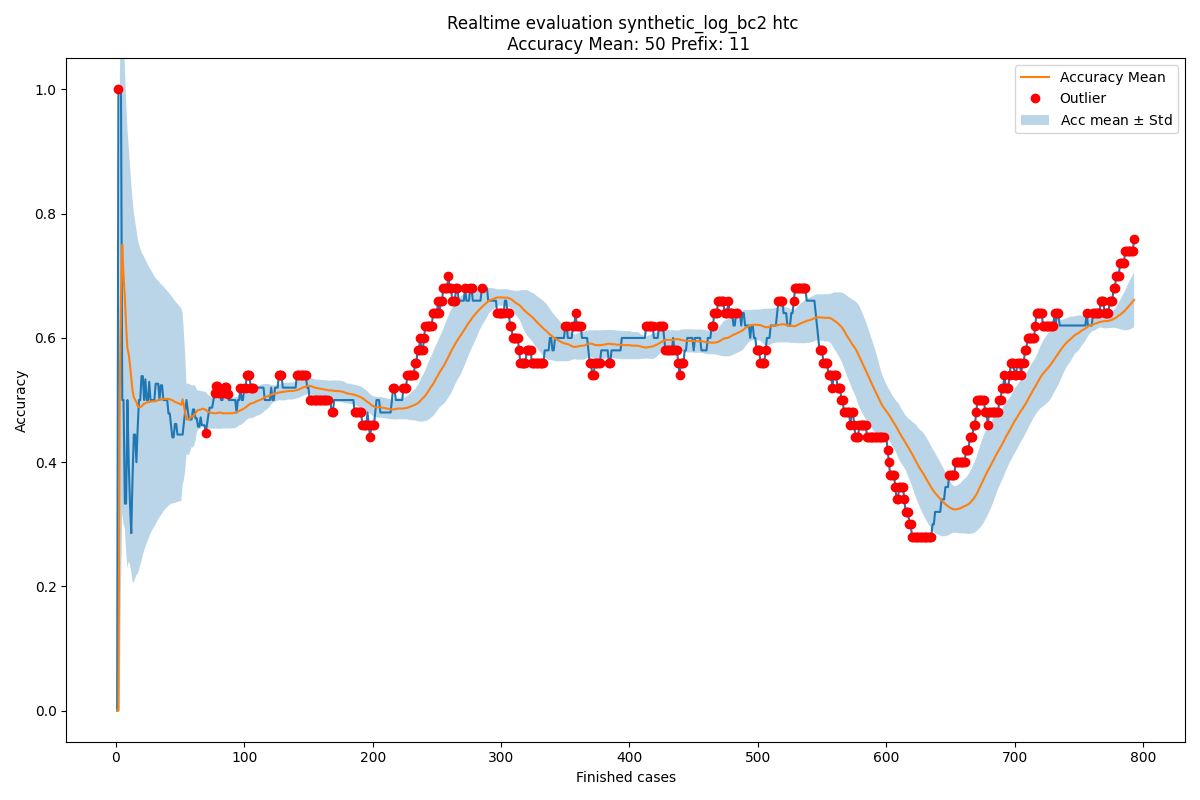 Realtime evaluation synthetic_log_bc2 htc
Accuracy Mean: 50 Prefix: 11
Accuracy Mean
Outlier
Acc mean ± Std
1.0
0.8
0.6
0.4
0.2
0.0
Accuracy
0 100 200 300 400 500 600 700 800
Finished cases